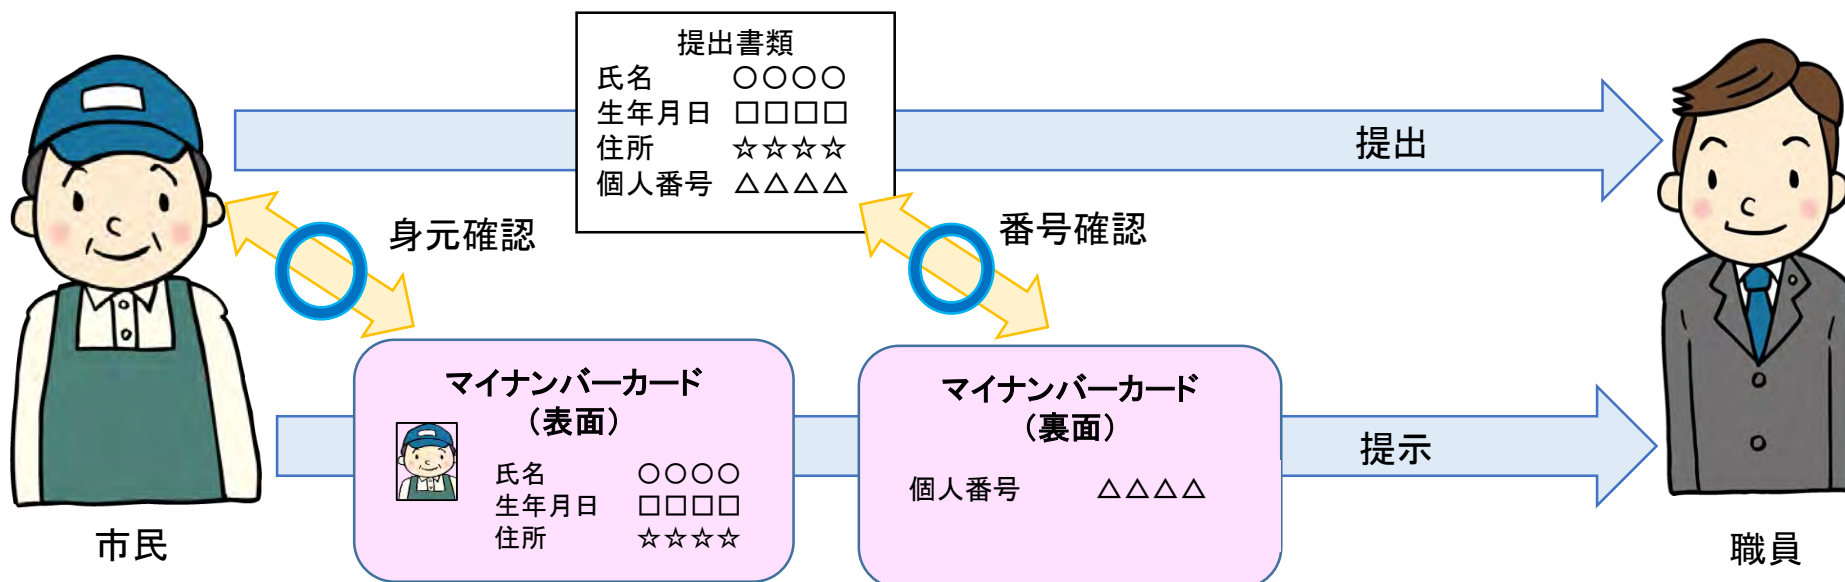 提出書類
氏名 ○○○○
生年月日 □□□□
住所 ☆☆☆☆
個人番号 △△△△
提出
身元確認
番号確認
マイナンバーカード
（表面）
氏名 ○○○○
生年月日 □□□□
住所 ☆☆☆☆
マイナンバーカード
（裏面）
個人番号 △△△△
提示
市民
職員